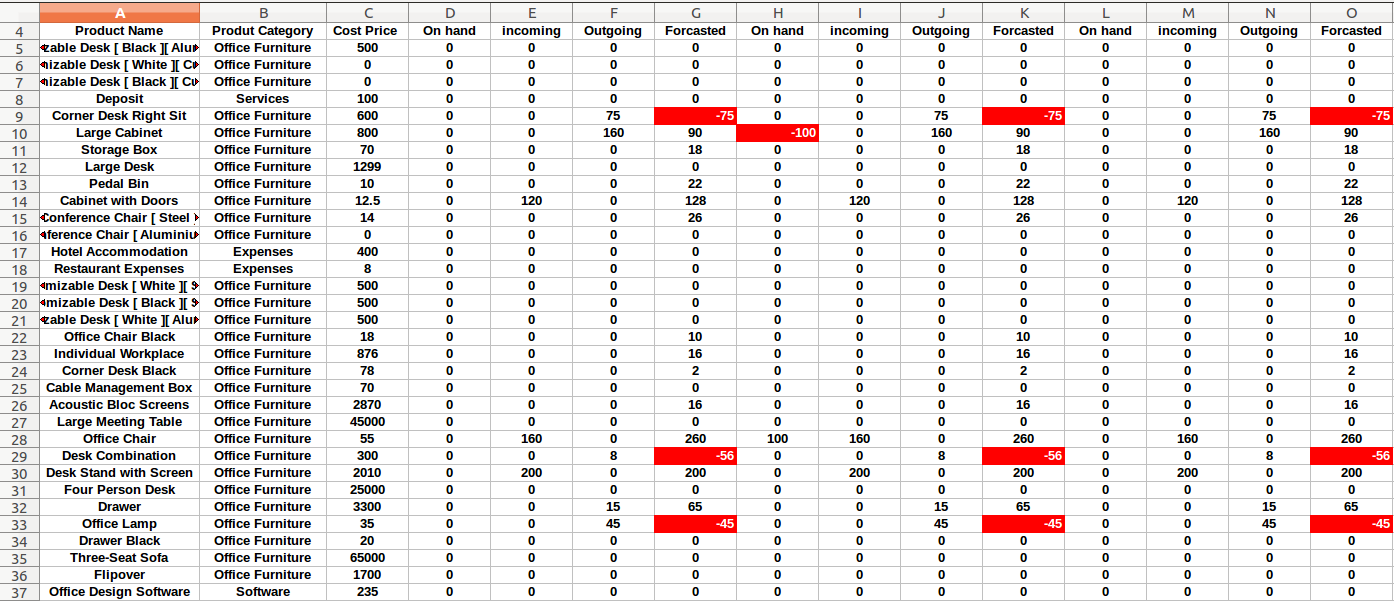 A B C D E F G H I J K L M N O
4 Product Name Produt Category Cost Price On hand incoming Outgoing Forcasted On hand incoming Outgoing Forcasted On hand incoming Outgoing Forcasted
5 zable Desk [ Black ][ Alur Office Furniture 500 0 0 0 0 0 0 0 0 0 0 0 0
6 nizable Desk [ White ][ Cu Office Furniture 0 0 0 0 0 0 0 0 0 0 0 0 0
7 nizable Desk [ Black ][ Cu Office Furniture 0 0 0 0 0 0 0 0 0 0 0 0 0
8 Deposit Services 100 0 0 0 0 0 0 0 0 0 0 0 0
9 Corner Desk Right Sit Office Furniture 600 0 0 75 -75 0 0 75 -75 0 0 75 -75
10 Large Cabinet Office Furniture 800 0 0 160 90 -100 0 160 90 0 0 160 90
11 Storage Box Office Furniture 70 0 0 0 18 0 0 0 18 0 0 0 18
12 Large Desk Office Furniture 1299 0 0 0 0 0 0 0 0 0 0 0 0
13 Pedal Bin Office Furniture 10 0 0 0 22 0 0 0 22 0 0 0 22
14 Cabinet with Doors Office Furniture 12.5 0 120 0 128 0 120 0 128 0 120 0 128
15 Conference Chair [ Steel Office Furniture 14 0 0 0 26 0 0 0 26 0 0 0 26
16 nference Chair [ Aluminiu Office Furniture 0 0 0 0 0 0 0 0 0 0 0 0 0
17 Hotel Accommodation Expenses 400 0 0 0 0 0 0 0 0 0 0 0 0
18 Restaurant Expenses Expenses 8 0 0 0 0 0 0 0 0 0 0 0 0
19 mizable Desk [ White ][ S Office Furniture 500 0 0 0 0 0 0 0 0 0 0 0 0
20 mizable Desk [ Black ][ S Office Furniture 500 0 0 0 0 0 0 0 0 0 0 0 0
21 zable Desk [ White ][ Alur Office Furniture 500 0 0 0 0 0 0 0 0 0 0 0 0
22 Office Chair Black Office Furniture 18 0 0 0 10 0 0 0 10 0 0 0 10
23 Individual Workplace Office Furniture 876 0 0 0 16 0 0 0 16 0 0 0 16
24 Corner Desk Black Office Furniture 78 0 0 0 2 0 0 0 2 0 0 0 2
25 Cable Management Box Office Furniture 70 0 0 0 0 0 0 0 0 0 0 0 0
26 Acoustic Bloc Screens Office Furniture 2870 0 0 0 16 0 0 0 16 0 0 0 16
27 Large Meeting Table Office Furniture 45000 0 0 0 0 0 0 0 0 0 0 0 0
28 Office Chair Office Furniture 55 0 160 0 260 100 160 0 260 0 160 0 260
29 Desk Combination Office Furniture 300 0 0 8 -56 0 0 8 -56 0 0 8 -56
30 Desk Stand with Screen Office Furniture 2010 0 200 0 200 0 200 0 200 0 200 0 200
31 Four Person Desk Office Furniture 25000 0 0 0 0 0 0 0 0 0 0 0 0
32 Drawer Office Furniture 3300 0 0 15 65 0 0 15 65 0 0 15 65
33 Office Lamp Office Furniture 35 0 0 45 -45 0 0 45 -45 0 0 45 -45
34 Drawer Black Office Furniture 20 0 0 0 0 0 0 0 0 0 0 0 0
35 Three-Seat Sofa Office Furniture 65000 0 0 0 0 0 0 0 0 0 0 0 0
36 Flipover Office Furniture 1700 0 0 0 0 0 0 0 0 0 0 0 0
37 Office Design Software Software 235 0 0 0 0 0 0 0 0 0 0 0 0